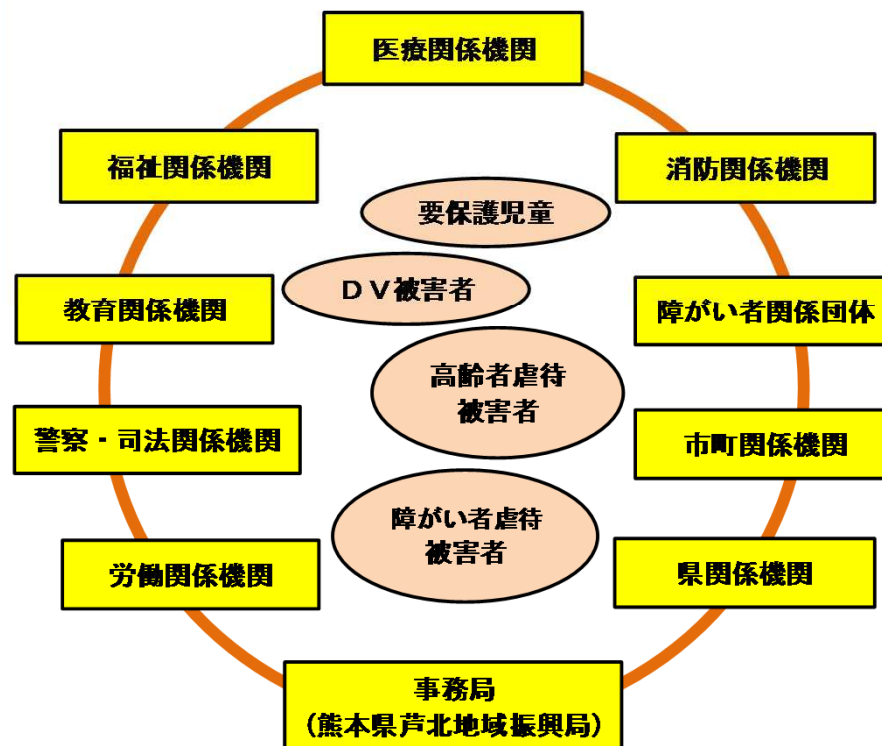 医療関係機関
福祉関係機関
消防関係機関
要保護児童
DV被害者
教育関係機関
障がい者関係団体
高齢者虐待
被害者
警察・司法関係機関
市町関係機関
障がい者虐待
被害者
労働関係機関
県関係機関
事務局
（熊本県芦北地域振興局）